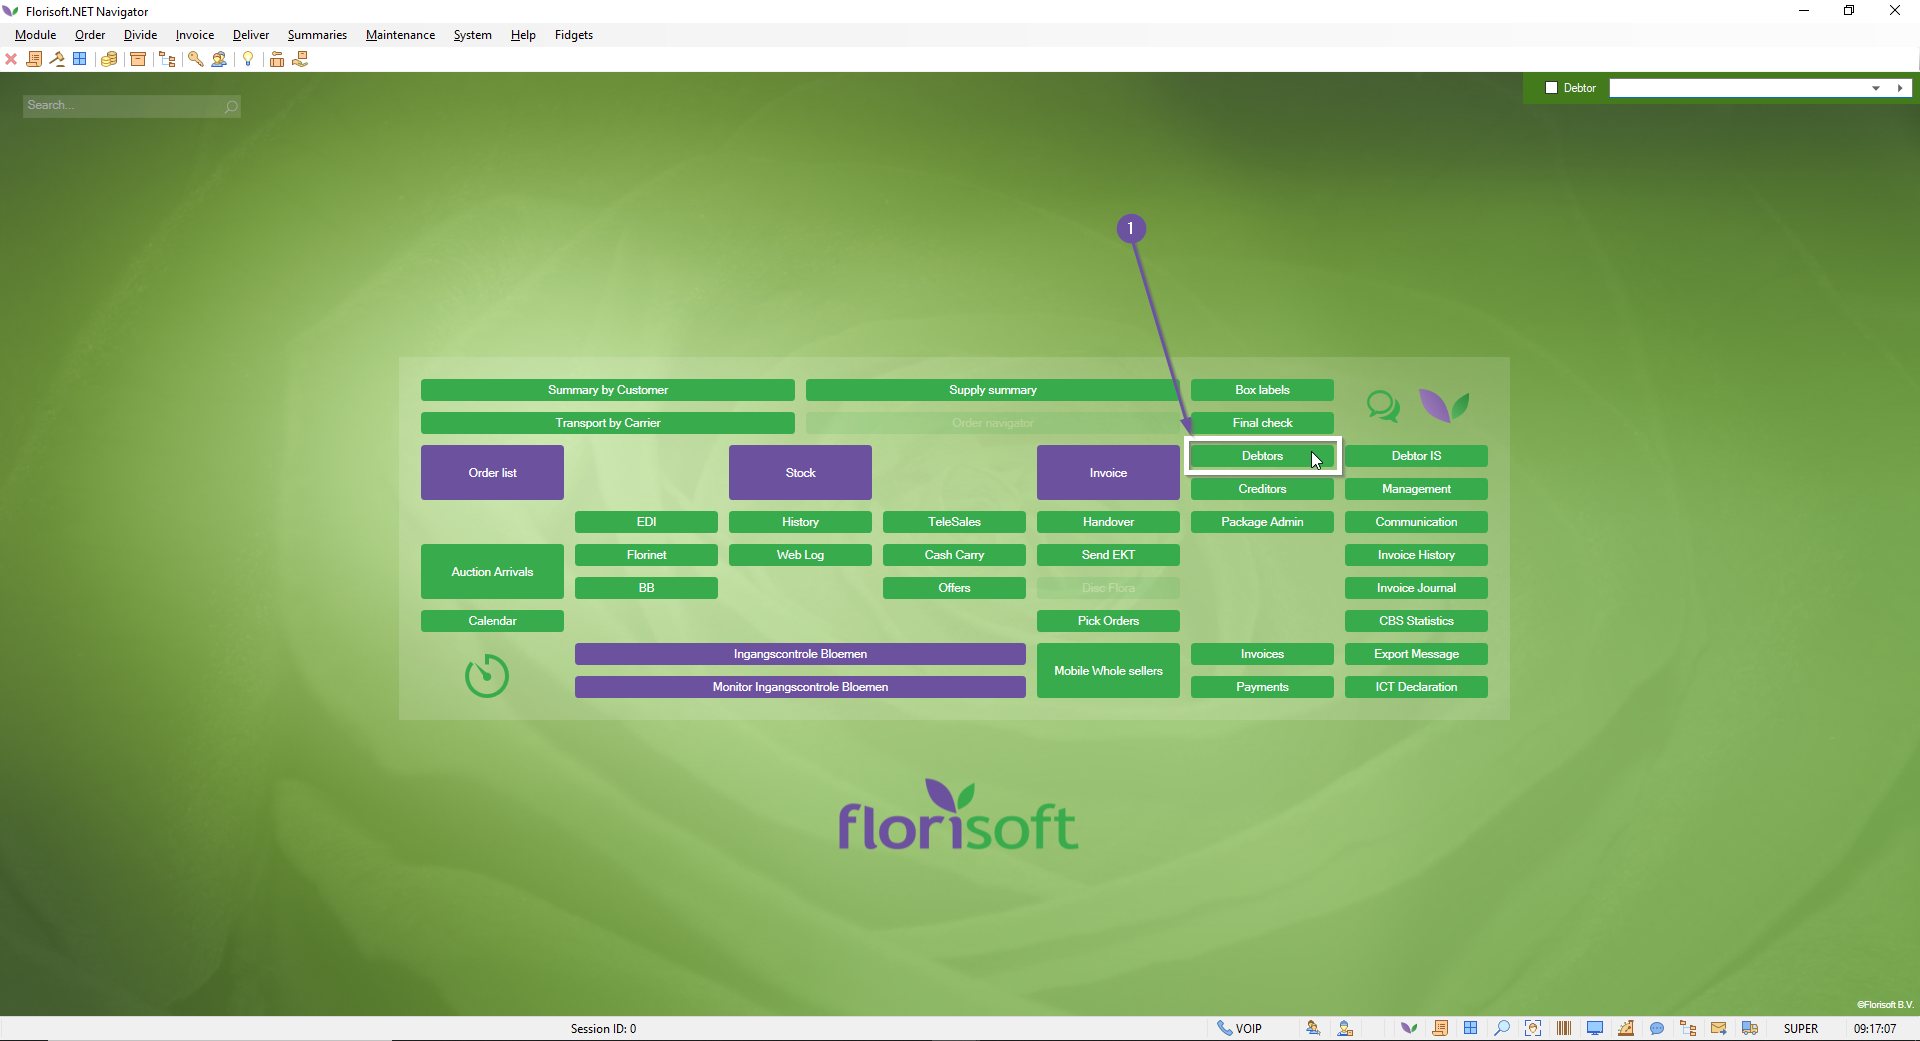 Florisoft.NET Navigator
Module Order Divide Invoice Deliver Summaries Maintenance System Help Fidgets
Search...
Debtor
1
Summary by Customer Supply summary Box labels
Transport by Carrier Order navigator Final check
Order list Stock Invoice Debtors Debtor IS
Creditors Management
EDI History TeleSales Handover Package Admin Communication
Auction Arrivals Florinet Web Log Cash Carry Send EKT Invoice History
BB Offers Disc Flora Invoice Journal
Calendar Pick Orders CBS Statistics
Ingangscontrole Bloemen Mobile Whole sellers Invoices Export Message
Monitor Ingangscontrole Bloemen Payments ICT Declaration
florisoft
©Florisoft B.V.
Session ID: 0 VOIP SUPER 09:17:07